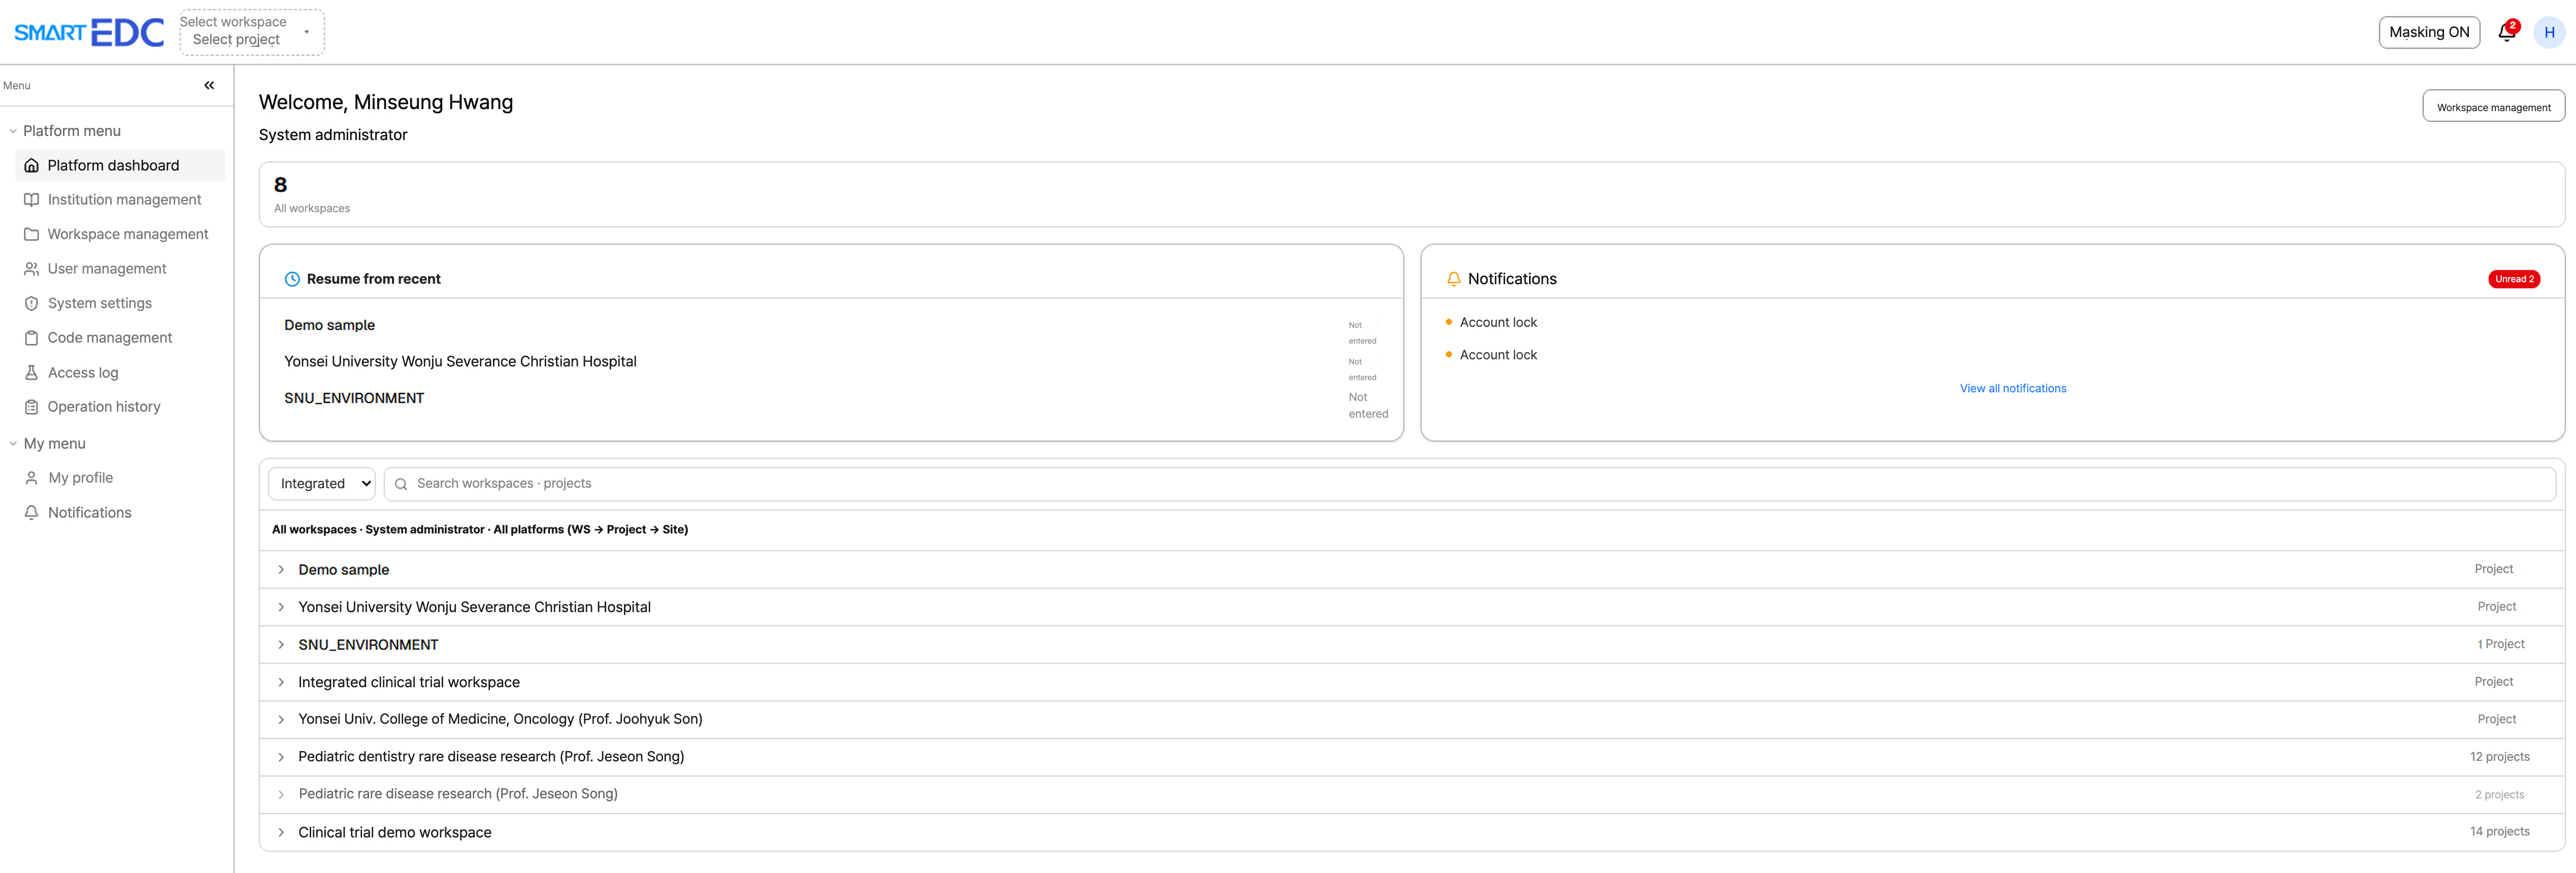 SMART EDC
Select workspace
Select project
Masking ON
2
H
Menu
Platform menu
Platform dashboard
Institution management
Workspace management
User management
System settings
Code management
Access log
Operation history
My menu
My profile
Notifications
Welcome, Minseung Hwang
System administrator
Workspace management
8
All workspaces
Resume from recent
Demo sample
Not
entered
Yonsei University Wonju Severance Christian Hospital
Not
entered
SNU_ENVIRONMENT
Not
entered
Notifications
Unread 2
Account lock
Account lock
View all notifications
Integrated
Search workspaces · projects
All workspaces · System administrator · All platforms (WS → Project → Site)
Demo sample
Project
Yonsei University Wonju Severance Christian Hospital
Project
SNU_ENVIRONMENT
1 Project
Integrated clinical trial workspace
Project
Yonsei Univ. College of Medicine, Oncology (Prof. Joohyuk Son)
Project
Pediatric dentistry rare disease research (Prof. Jeseon Song)
12 projects
Pediatric rare disease research (Prof. Jeseon Song)
2 projects
Clinical trial demo workspace
14 projects